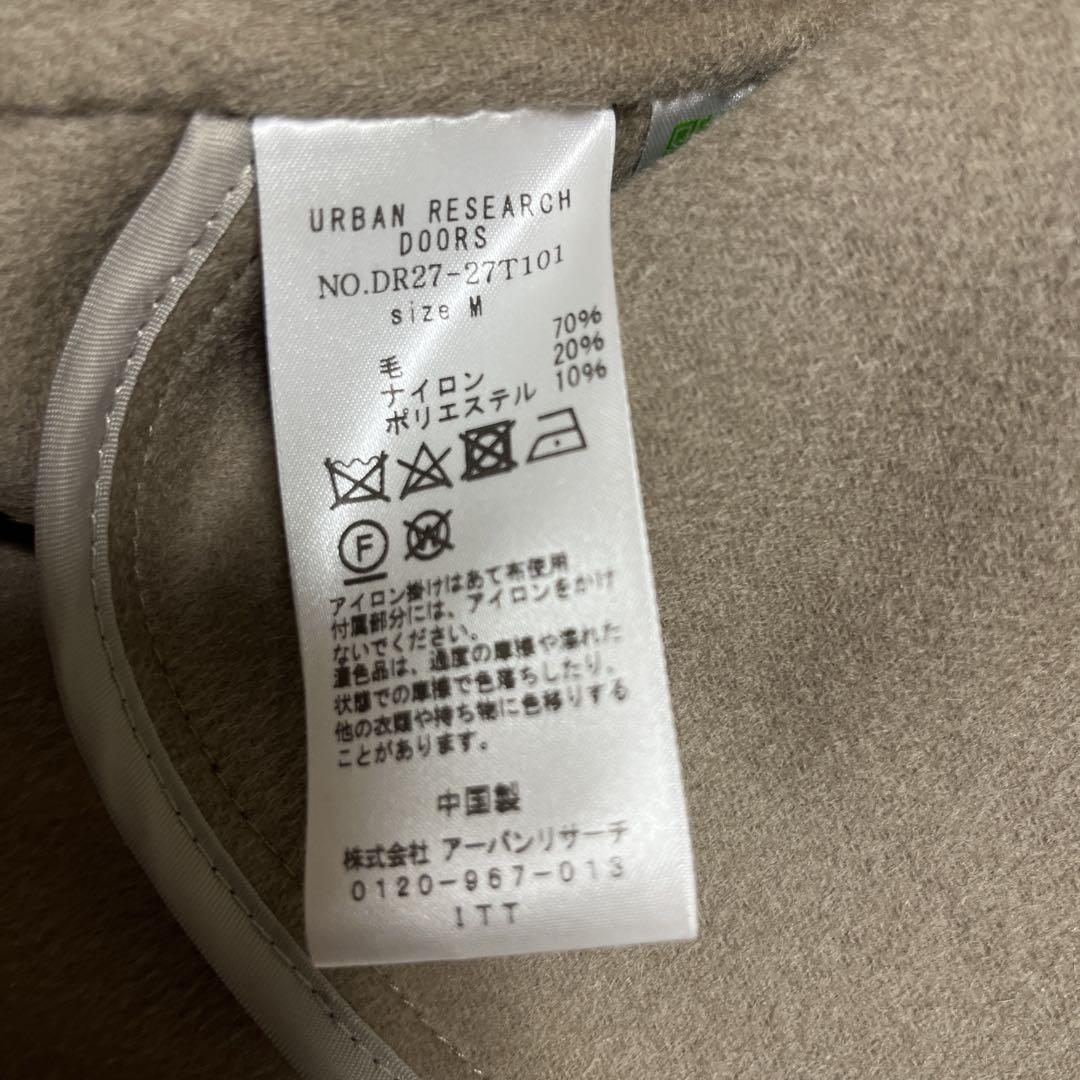 URBAN RESEARCH
DOORS
NO.DR27-27T101
size M
毛 70%
ナイロン 20%
ポリエステル 10%
F
W
アイロン掛けはあて布使用
付属部分には、アイロンをかけ
ないでください。
濃色品は、過度の摩擦や濡れた
状態での摩擦で色落ちしたり、
他の衣類や持ち物に色移りする
ことがあります。
中国製
株式会社 アーバンリサーチ
0120-967-013
ITT